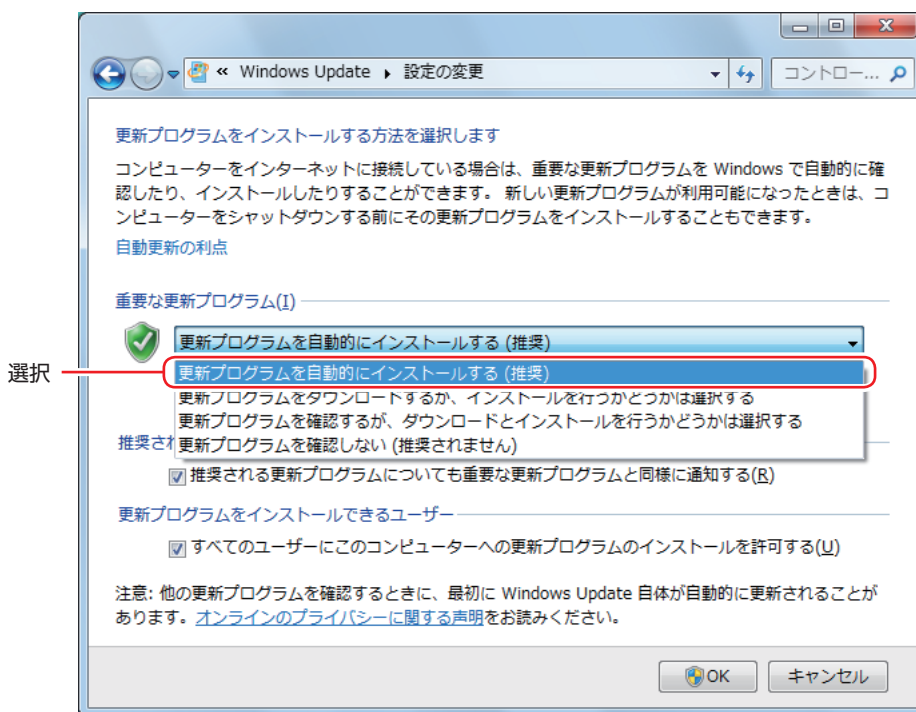 « Windows Update ▸ 設定の変更
コントロー...
更新プログラムをインストールする方法を選択します
コンピューターをインターネットに接続している場合は、重要な更新プログラムを Windows で自動的に確
認したり、インストールしたりすることができます。 新しい更新プログラムが利用可能になったときは、コ
ンピューターをシャットダウンする前にその更新プログラムをインストールすることもできます。
自動更新の利点
重要な更新プログラム(I)
更新プログラムを自動的にインストールする (推奨)
選択
更新プログラムを自動的にインストールする (推奨)
更新プログラムをダウンロードするが、インストールを行うかどうかは選択する
更新プログラムを確認するが、ダウンロードとインストールを行うかどうかは選択する
更新プログラムを確認しない (推奨されません)
推奨さ
推奨される更新プログラムについても重要な更新プログラムと同様に通知する(R)
更新プログラムをインストールできるユーザー
すべてのユーザーにこのコンピューターへの更新プログラムのインストールを許可する(U)
注意: 他の更新プログラムを確認するときに、最初に Windows Update 自体が自動的に更新されることが
あります。オンラインのプライバシーに関する声明をお読みください。
OK
キャンセル